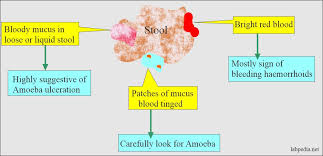 Bloody mucus in
loose or liquid stool
Stool
Bright red blood
Highly suggestive of
Amoeba ulceration
Patches of mucus
blood tinged
Mostly sign of
bleeding haemorrhoids
Carefully look for Amoeba
labpedia.net